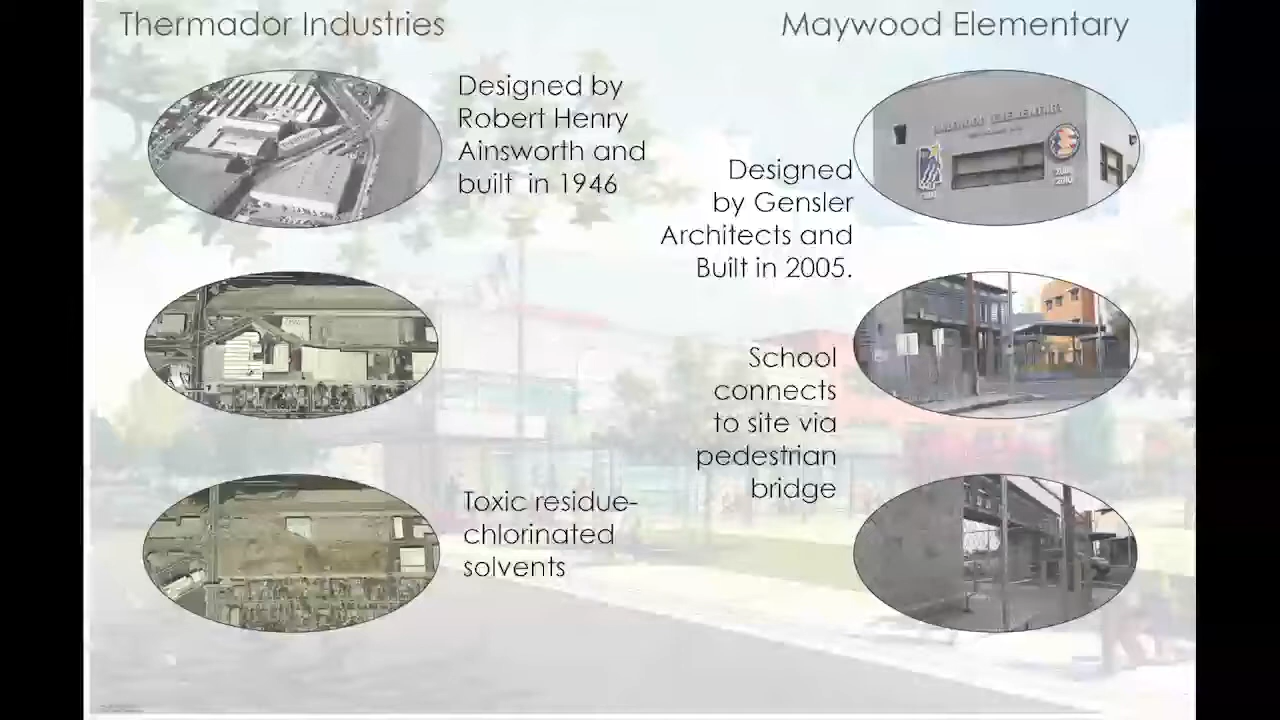 Thermador Industries
Designed by
Robert Henry
Ainsworth and
built in 1946
Toxic residue-
chlorinated
solvents
Maywood Elementary
Designed
by Gensler
Architects and
Built in 2005.
School
connects
to site via
pedestrian
bridge